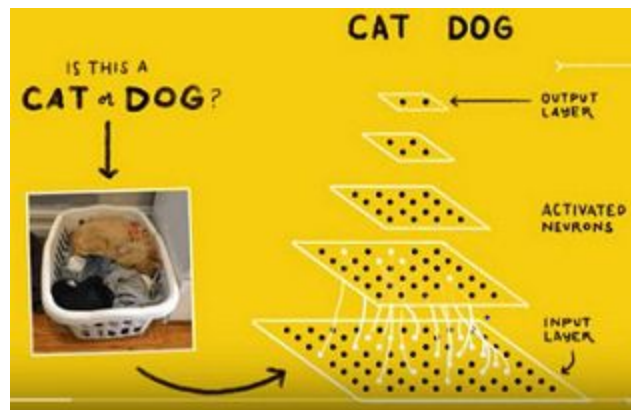 IS THIS A
CAT or DOG?
CAT DOG
OUTPUT
LAYER
ACTIVATED
NEURONS
INPUT
LAYER